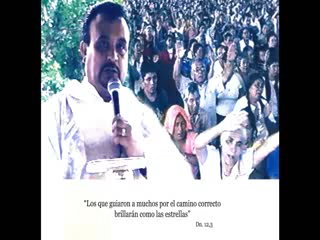 “Los que guiaron a muchos por el camino correcto
brillarán como las estrellas”
Dn. 12,3